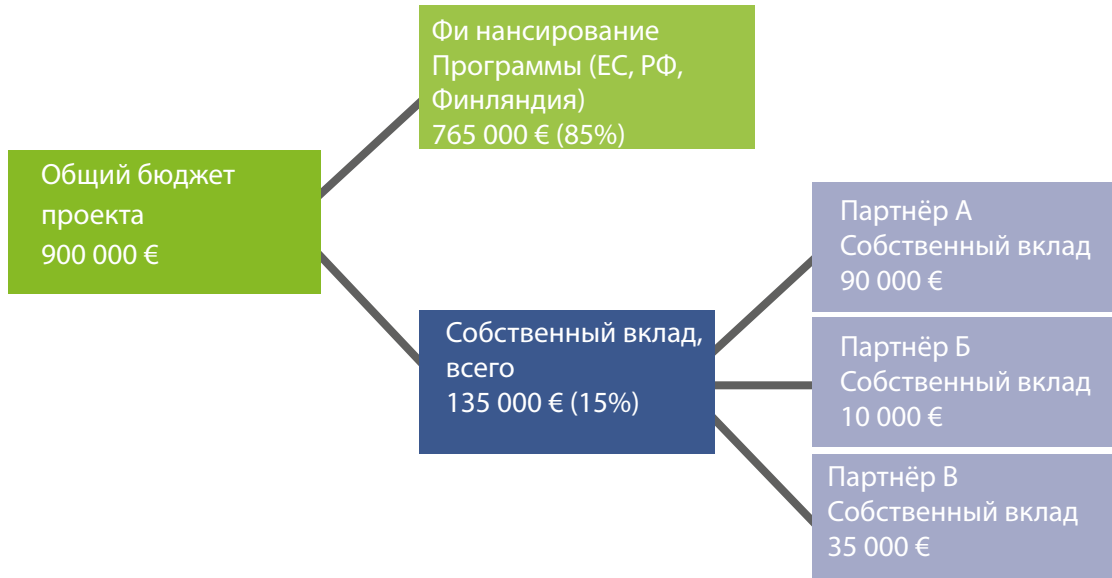 Фи нансирование
Программы (ЕС, РФ,
Финляндия)
765 000 € (85%)
Общий бюджет
проекта
900 000 €
Собственный вклад,
всего
135 000 € (15%)
Партнёр А
Собственный вклад
90 000 €
Партнёр Б
Собственный вклад
10 000 €
Партнёр В
Собственный вклад
35 000 €